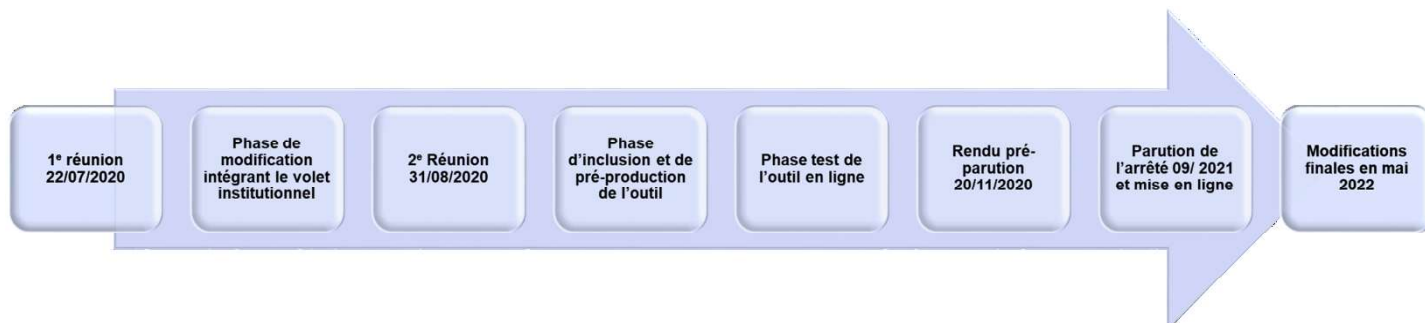 1e réunion
22/07/2020
Phase de
modification
intégrant le volet
institutionnel
2e Réunion
31/08/2020
Phase
d’inclusion et de
pré-production
de l’outil
Phase test de
l’outil en ligne
Rendu pré-
parution
20/11/2020
Parution de
l’arrêté 09/ 2021
et mise en ligne
Modifications
finales en mai
2022